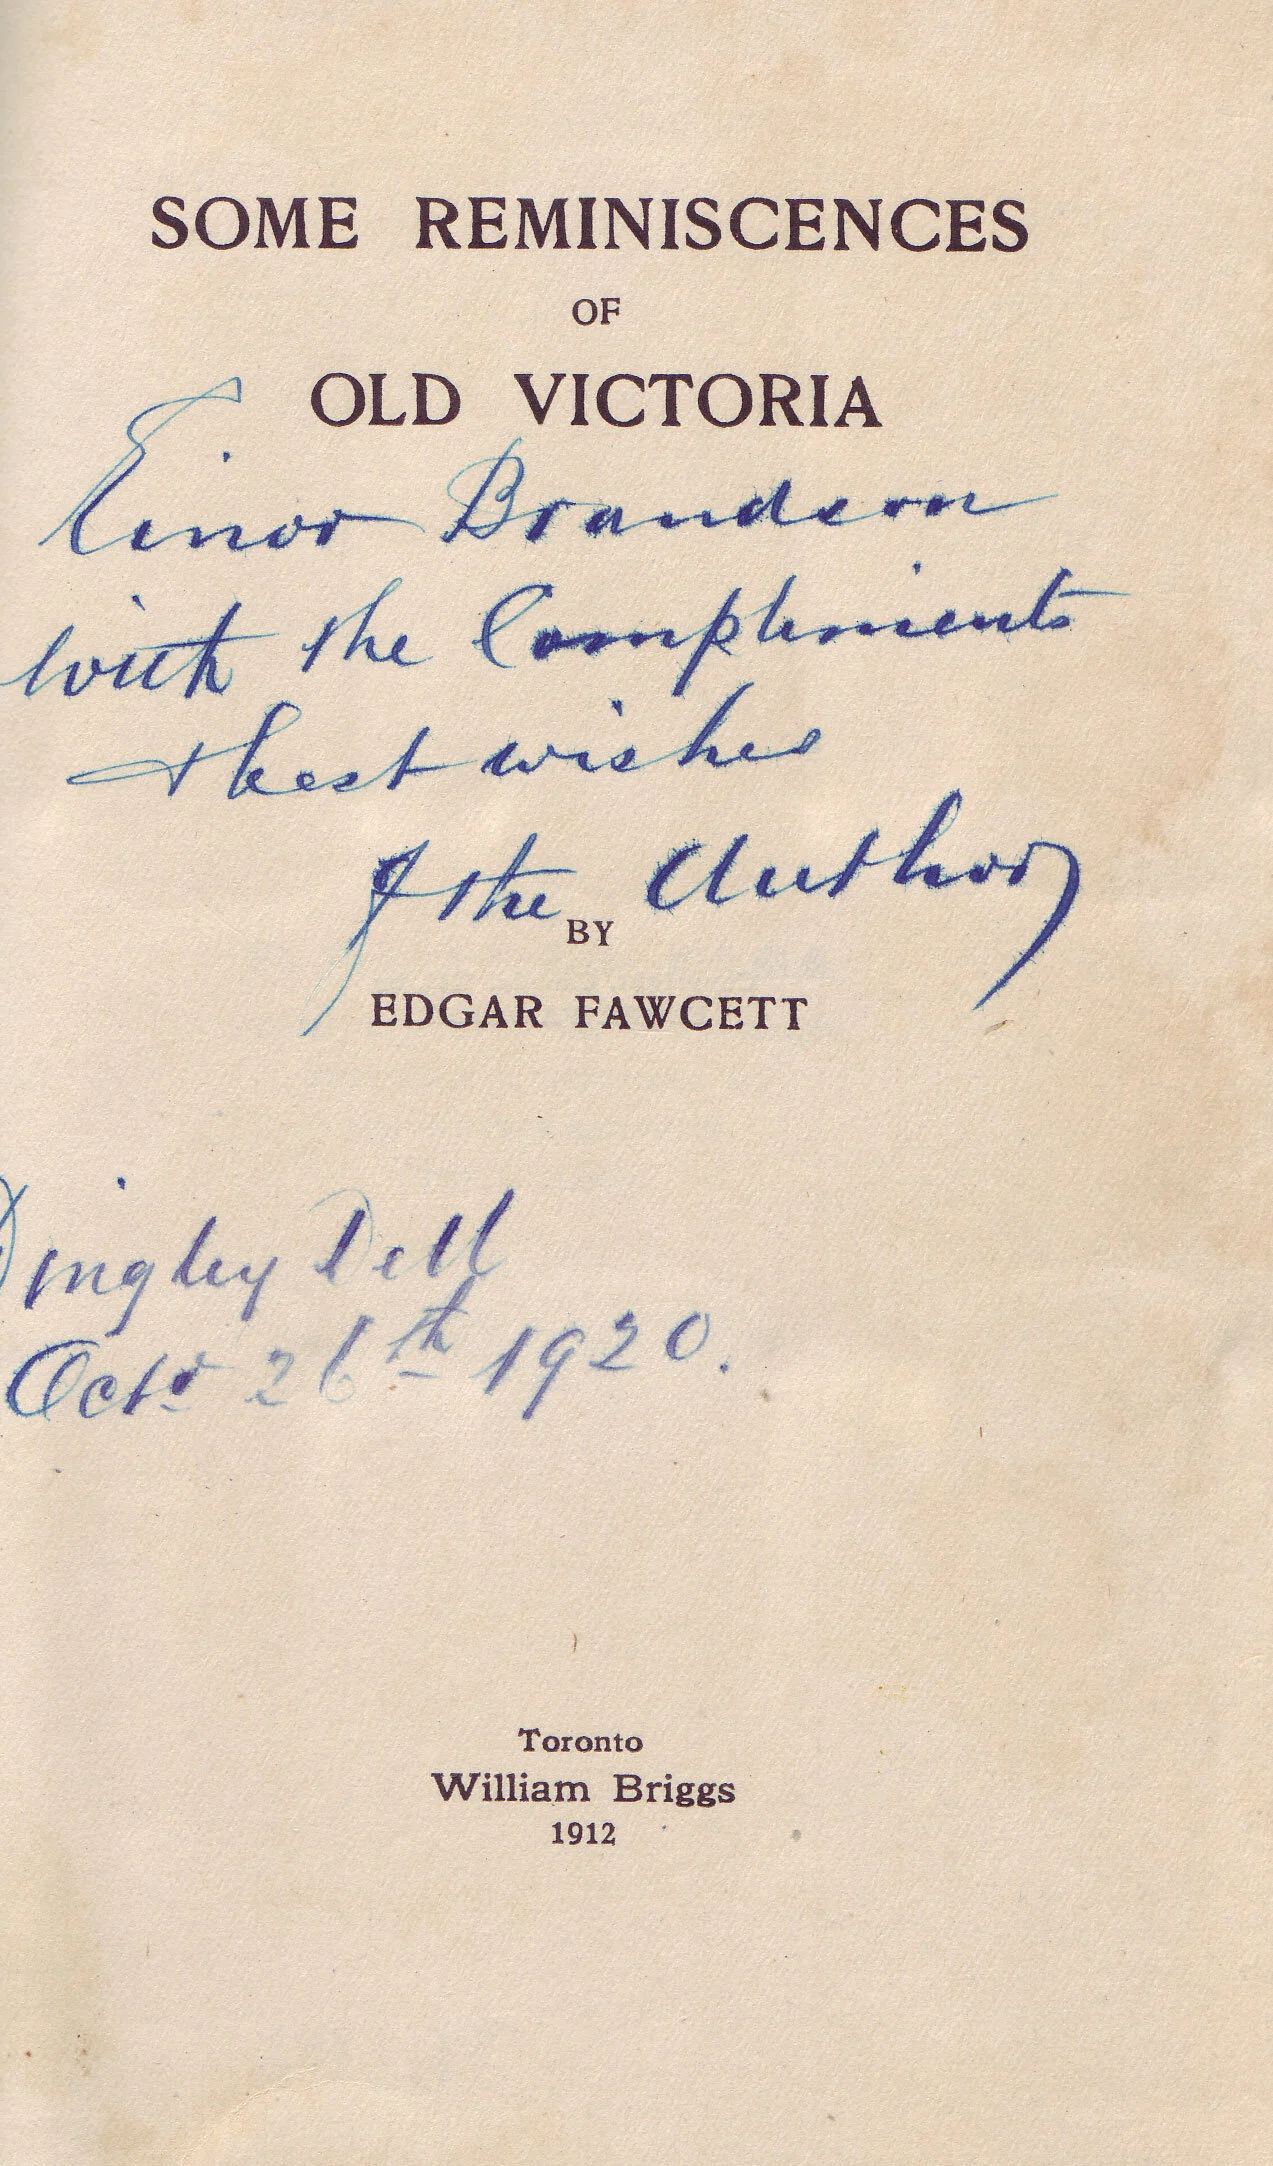 SOME REMINISCENCES
OF
OLD VICTORIA
Einor Brandson
with the Compliments
& best wishes
of the Author
BY
EDGAR FAWCETT
Dingley Dell
Octr 26th 1920.
Toronto
William Briggs
1912